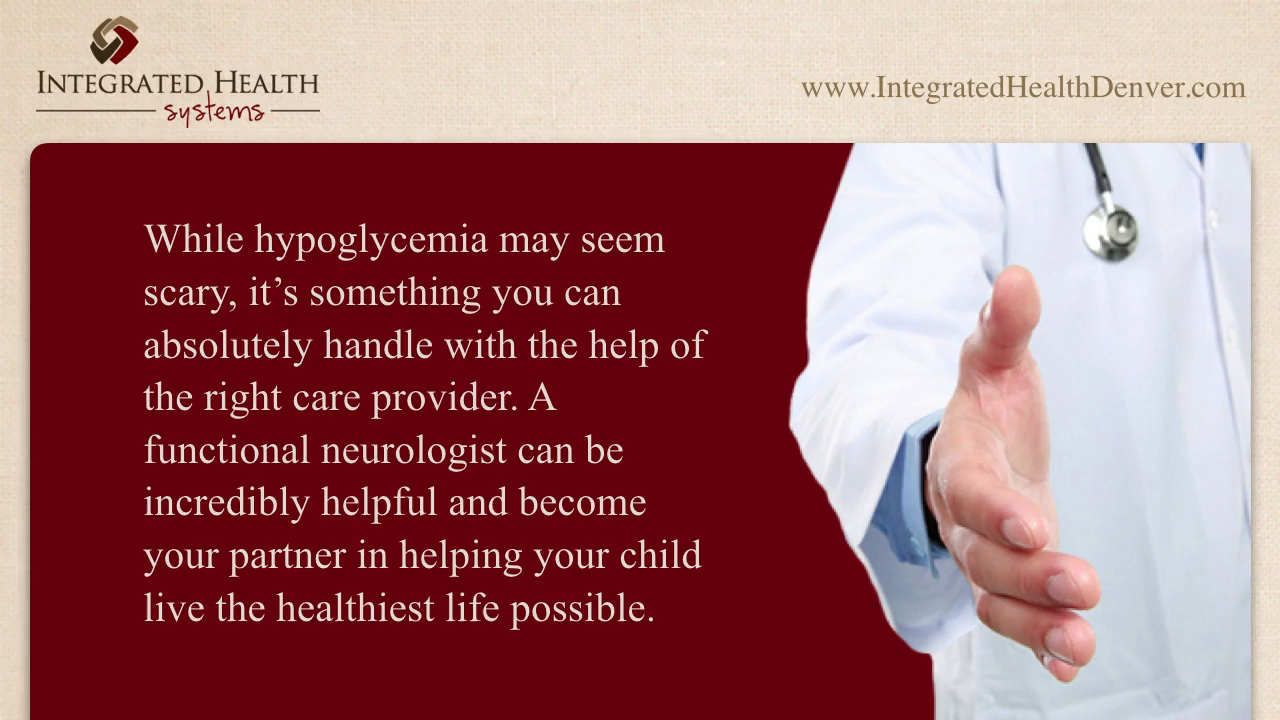 INTEGRATED HEALTH
systems
www.IntegratedHealthDenver.com
While hypoglycemia may seem
scary, it’s something you can
absolutely handle with the help of
the right care provider. A
functional neurologist can be
incredibly helpful and become
your partner in helping your child
live the healthiest life possible.